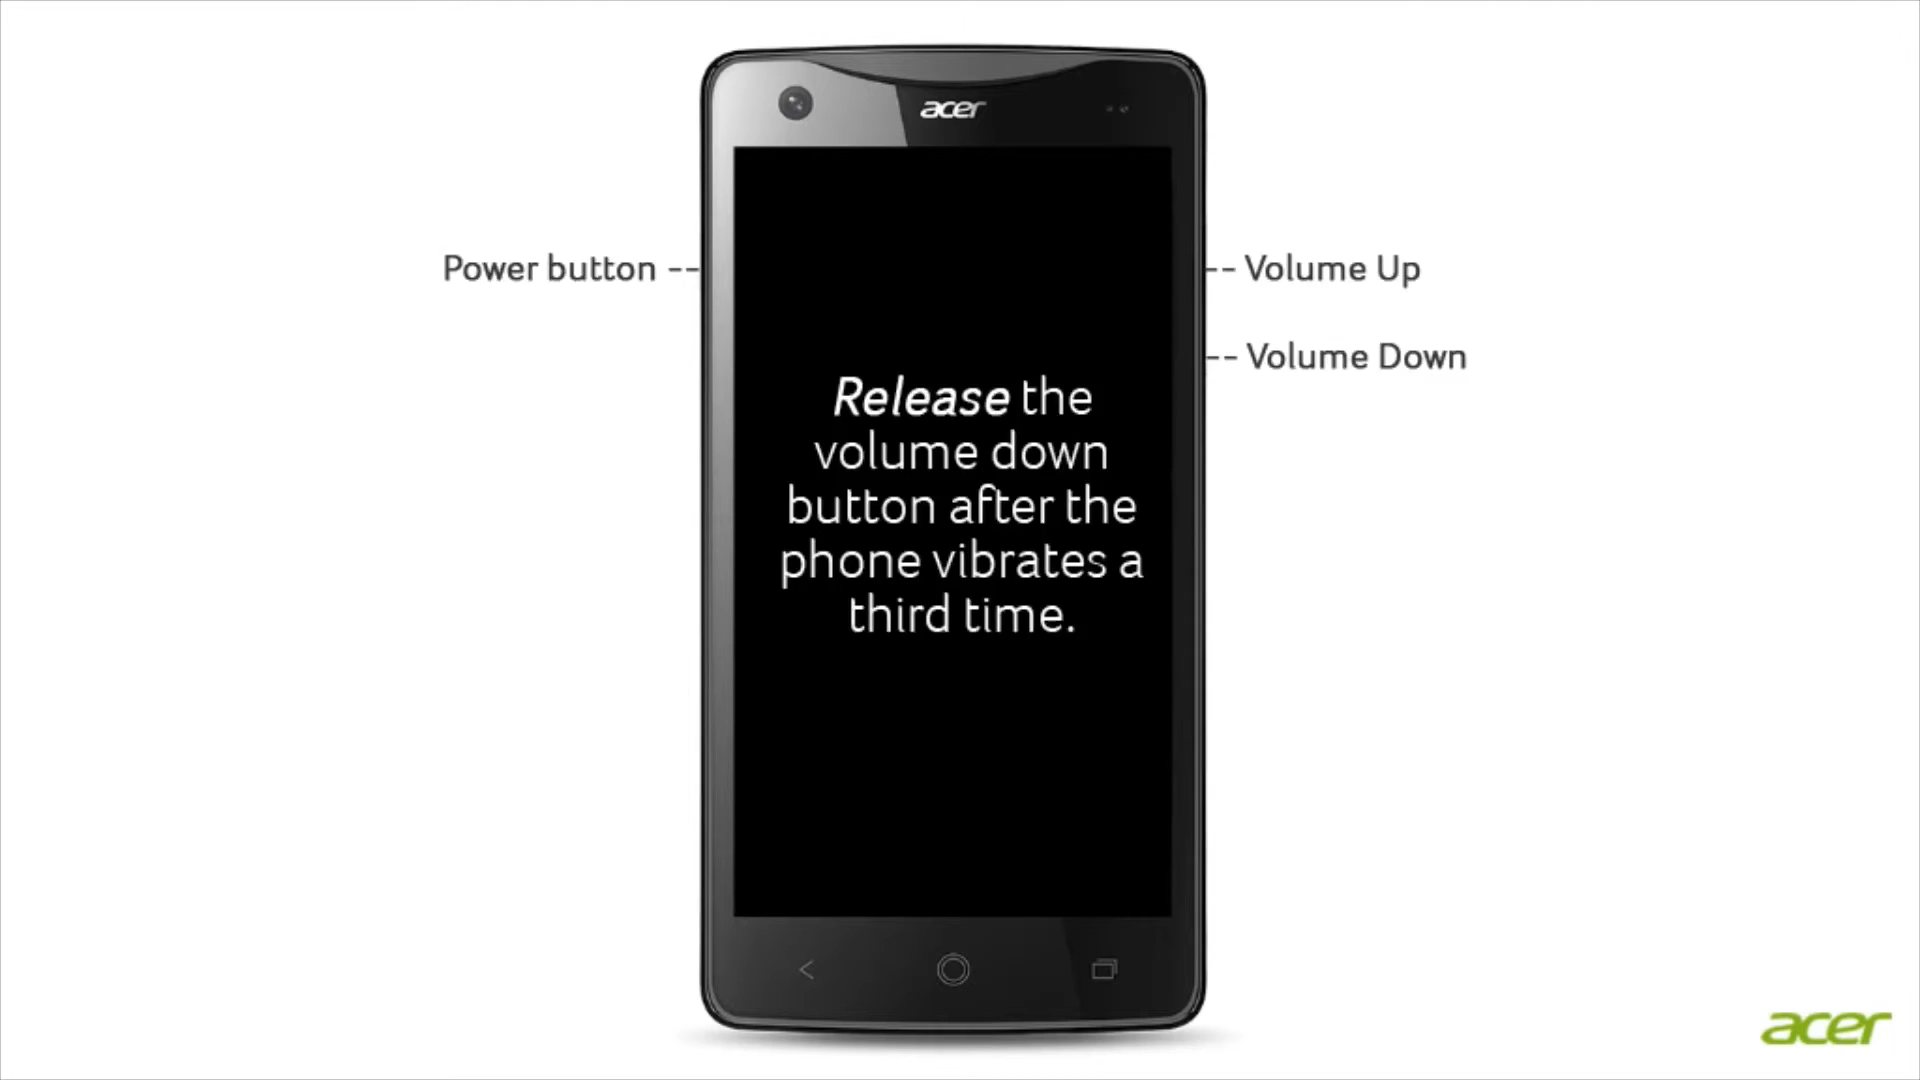 acer
Power button
Volume Up
Volume Down
Release the
volume down
button after the
phone vibrates a
third time.
acer